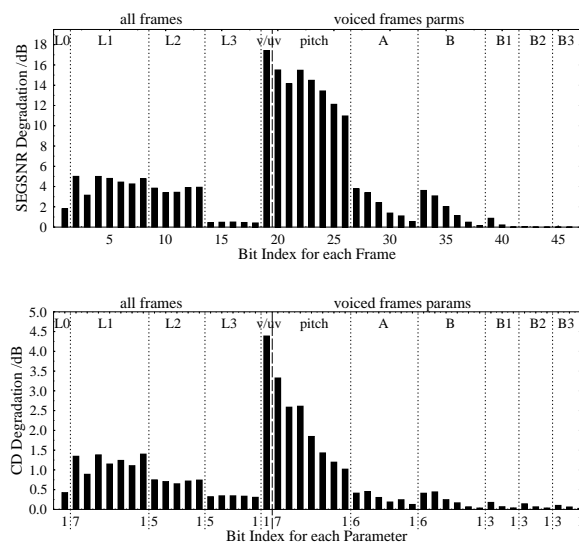 all frames voiced frames parms
L0 L1 L2 L3 v/uv pitch A B B1 B2 B3
18
16
14
12
10
8
6
4
2
0
SEGSNR Degradation /dB
5 10 15 20 25 30 35 40 45
Bit Index for each Frame
all frames voiced frames params
L0 L1 L2 L3 v/uv pitch A B B1 B2 B3
5.0
4.5
4.0
3.5
3.0
2.5
2.0
1.5
1.0
0.5
0.0
CD Degradation /dB
1 7 1 5 1 5 1 1 7 1 6 1 6 1 3 1 3 1 3 1
Bit Index for each Parameter